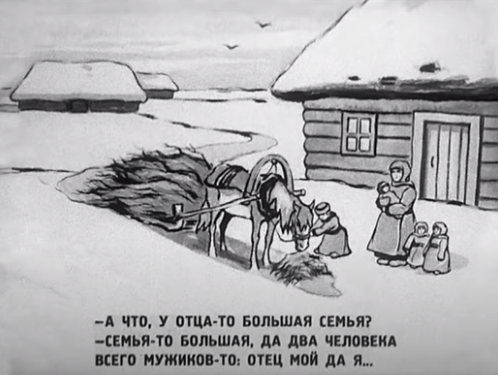 –А ЧТО, У ОТЦА-ТО БОЛЬШАЯ СЕМЬЯ?
–СЕМЬЯ-ТО БОЛЬШАЯ, ДА ДВА ЧЕЛОВЕКА
ВСЕГО МУЖИКОВ-ТО: ОТЕЦ МОЙ ДА Я...